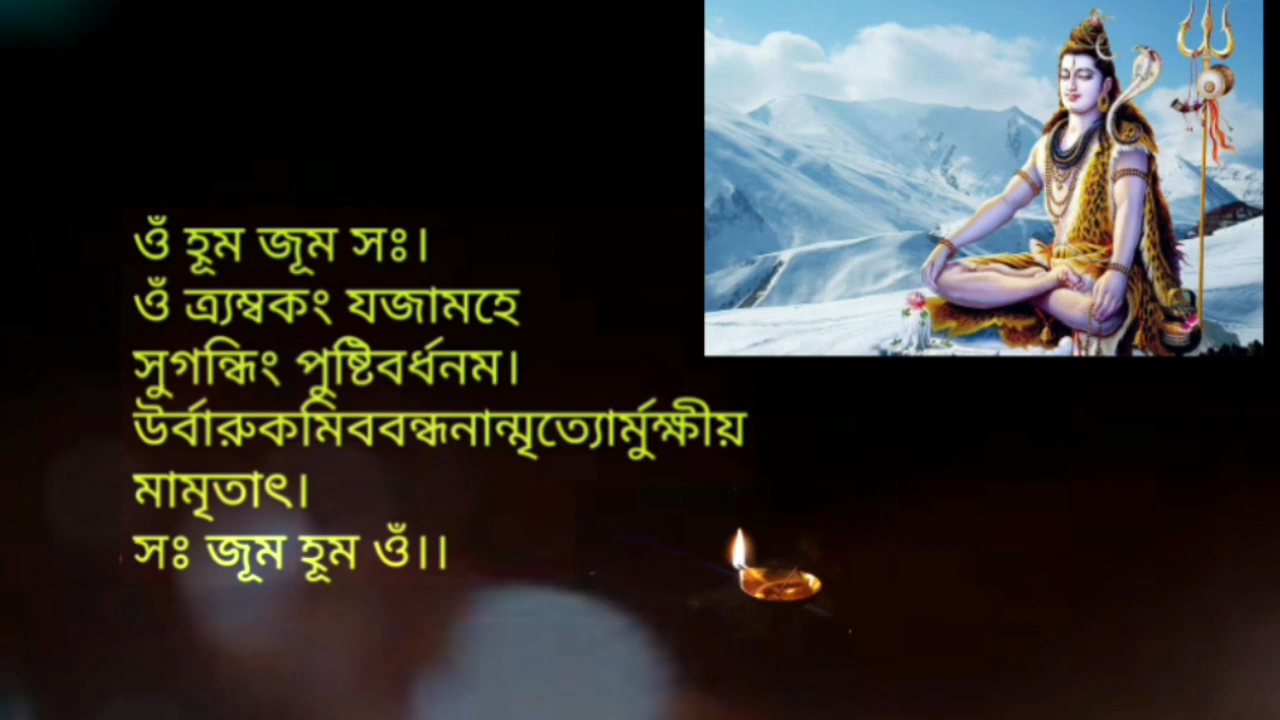 ওঁ হূম জূম সঃ।
ওঁ ত্র্যম্বকং যজামহে
সুগন্ধিং পুষ্টিবর্ধনম।
উর্বারুকমিববন্ধনান্মৃত্যোর্মুক্ষীয়
মামৃতাৎ।
সঃ জূম হূম ওঁ।।